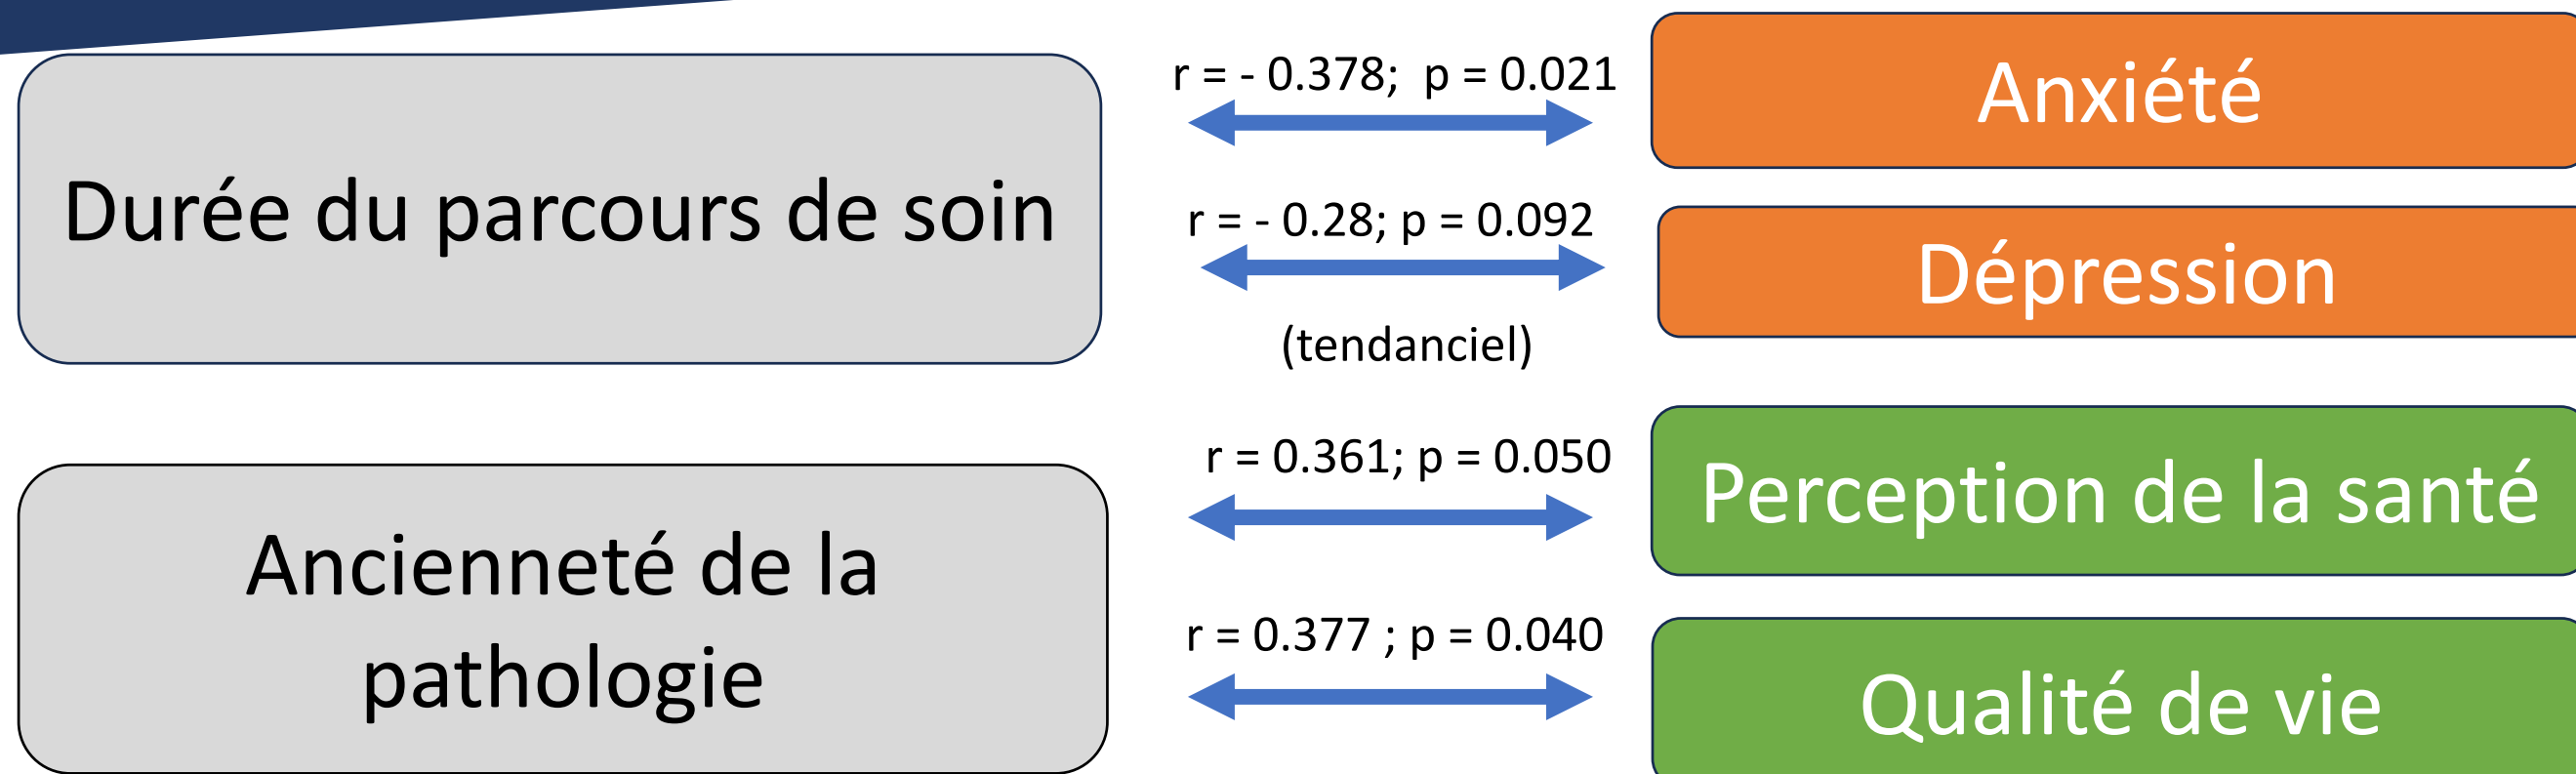 Durée du parcours de soin
r = - 0.378;  p = 0.021
Anxiété
r = - 0.28; p = 0.092
(tendanciel)
Dépression
Ancienneté de la
pathologie
r = 0.361; p = 0.050
Perception de la santé
r = 0.377 ; p = 0.040
Qualité de vie